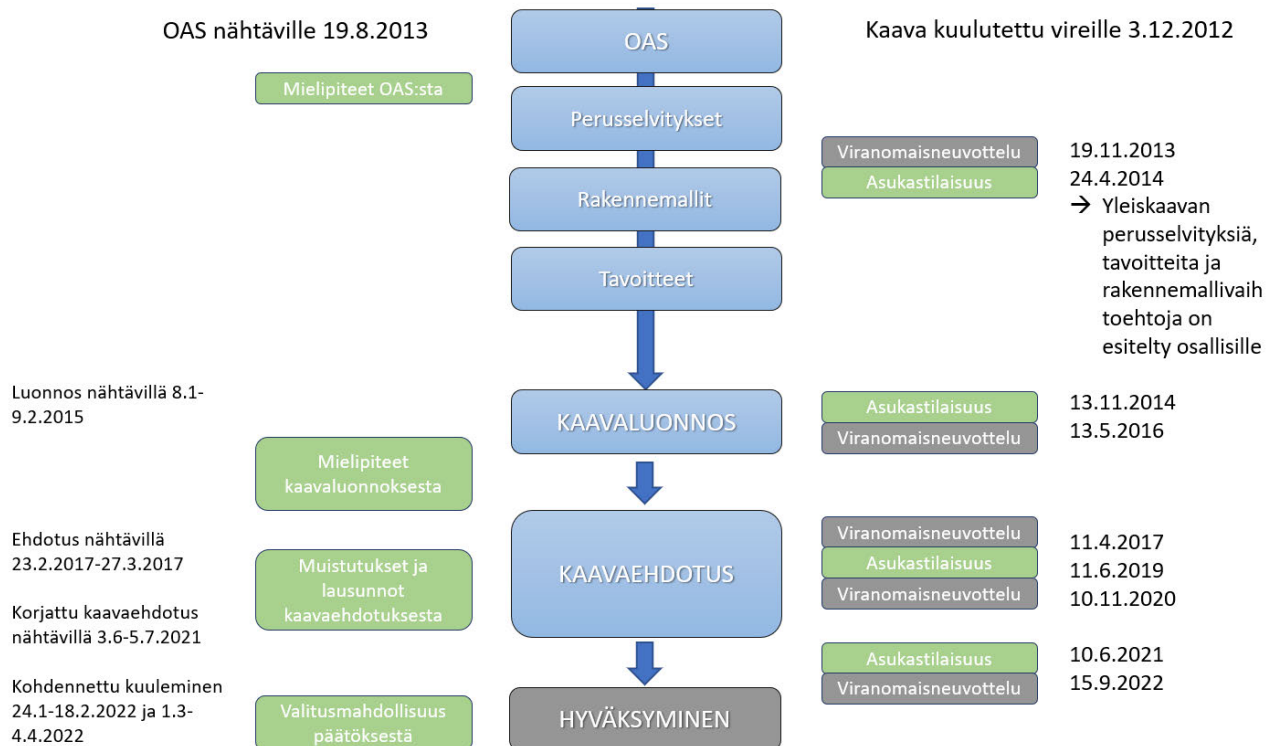 OAS nähtäville 19.8.2013
OAS
Kaava kuulutettu vireille 3.12.2012
Mielipiteet OAS:sta
Perusselvitykset
Viranomaisneuvottelu
19.11.2013
Asukastilaisuus
24.4.2014
Rakennemallit
→ Yleiskaavan
perusselvityksiä,
tavoitteita ja
rakennemallivaih
toehtoja on
esitelty osallisille
Tavoitteet
Luonnos nähtävillä 8.1-
9.2.2015
KAAVALUONNOS
Asukastilaisuus
13.11.2014
Viranomaisneuvottelu
13.5.2016
Mielipiteet
kaavaluonnoksesta
Ehdotus nähtävillä
23.2.2017-27.3.2017
Muistutukset ja
lausunnot
kaavaehdotuksesta
KAAVAEHDOTUS
Viranomaisneuvottelu
11.4.2017
Asukastilaisuus
11.6.2019
Viranomaisneuvottelu
10.11.2020
Korjattu kaavaehdotus
nähtävillä 3.6-5.7.2021
Asukastilaisuus
10.6.2021
Viranomaisneuvottelu
15.9.2022
Kohdennettu kuuleminen
24.1-18.2.2022 ja 1.3-
4.4.2022
Valitusmahdollisuus
päätöksestä
HYVÄKSYMINEN